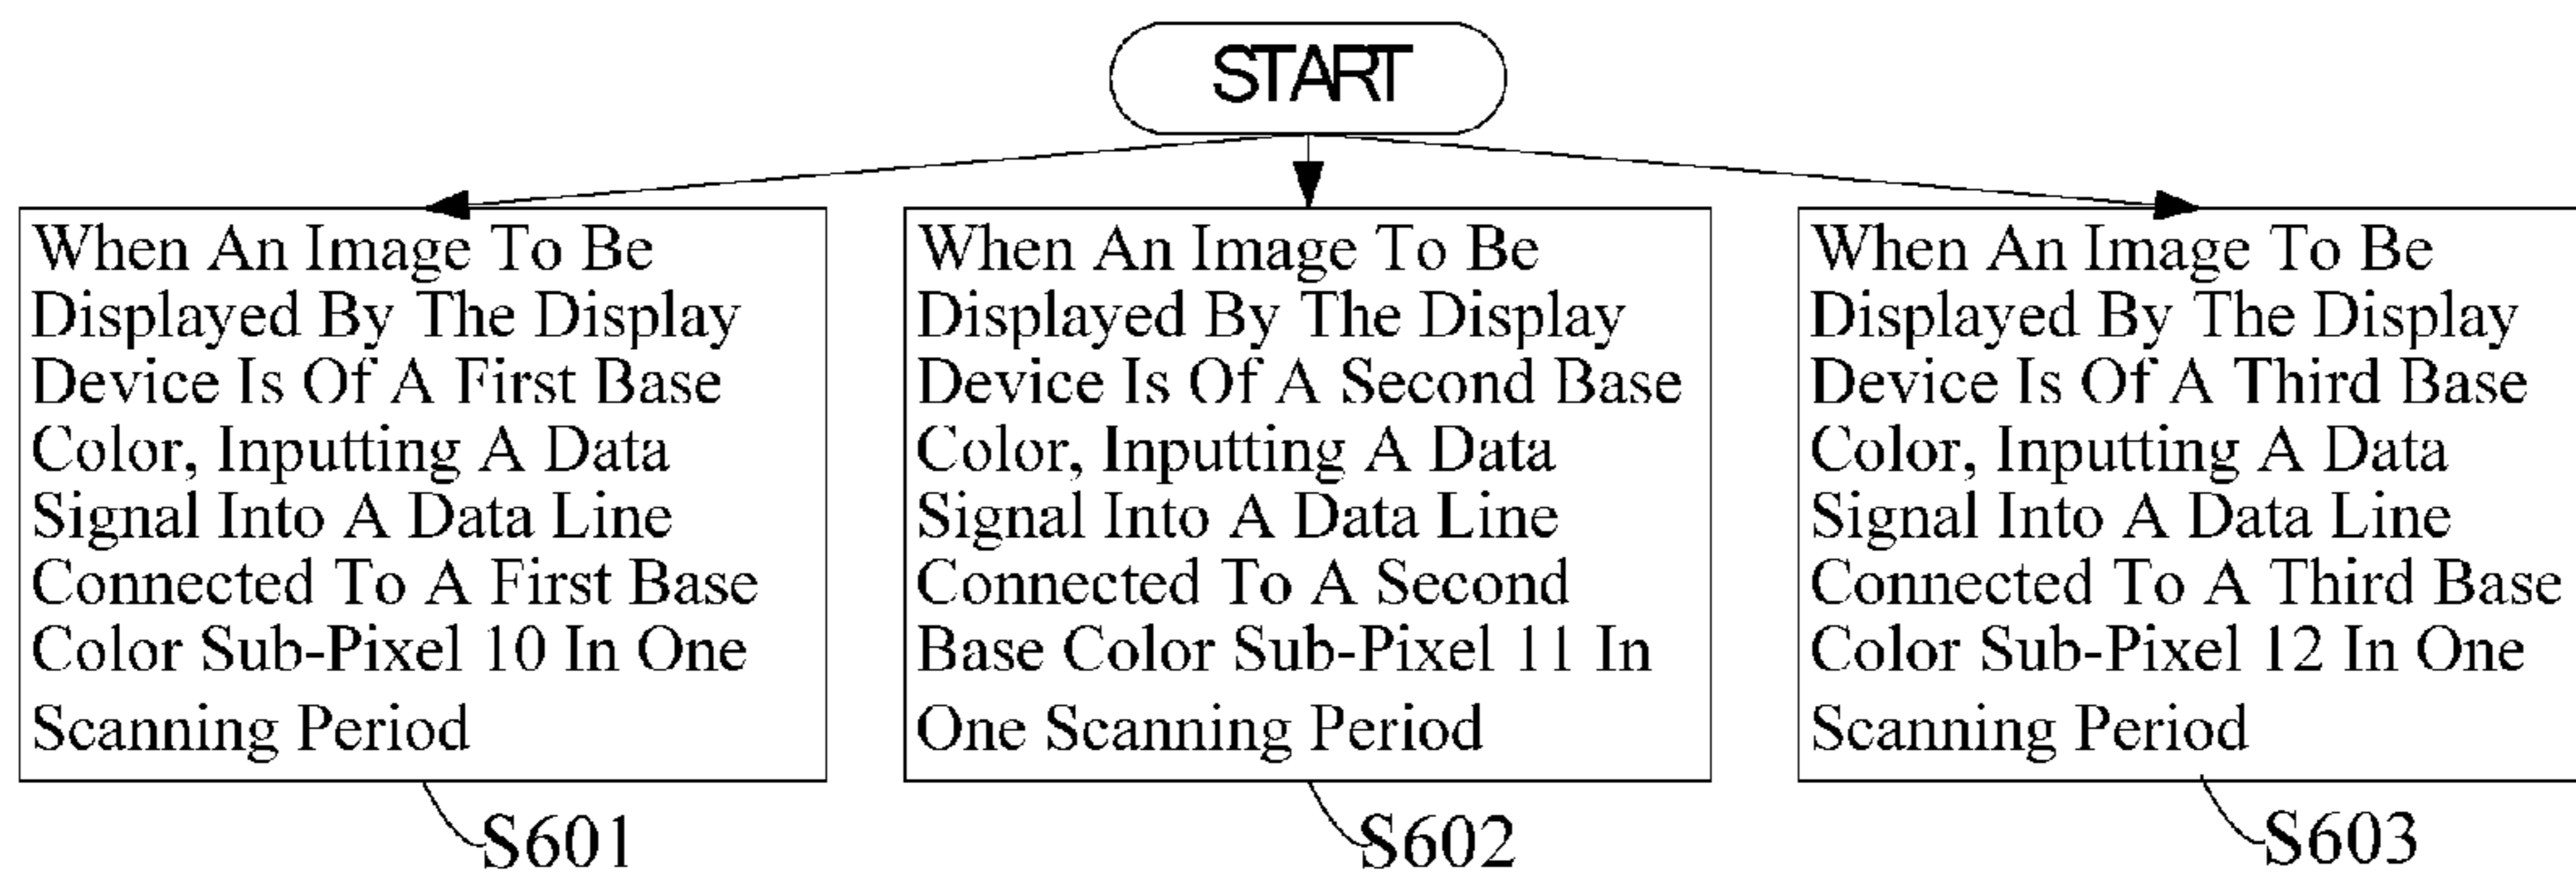 START
When An Image To Be
Displayed By The Display
Device Is Of A First Base
Color, Inputting A Data
Signal Into A Data Line
Connected To A First Base
Color Sub-Pixel 10 In One
Scanning Period
S601
When An Image To Be
Displayed By The Display
Device Is Of A Second Base
Color, Inputting A Data
Signal Into A Data Line
Connected To A Second
Base Color Sub-Pixel 11 In
One Scanning Period
S602
When An Image To Be
Displayed By The Display
Device Is Of A Third Base
Color, Inputting A Data
Signal Into A Data Line
Connected To A Third Base
Color Sub-Pixel 12 In One
Scanning Period
S603